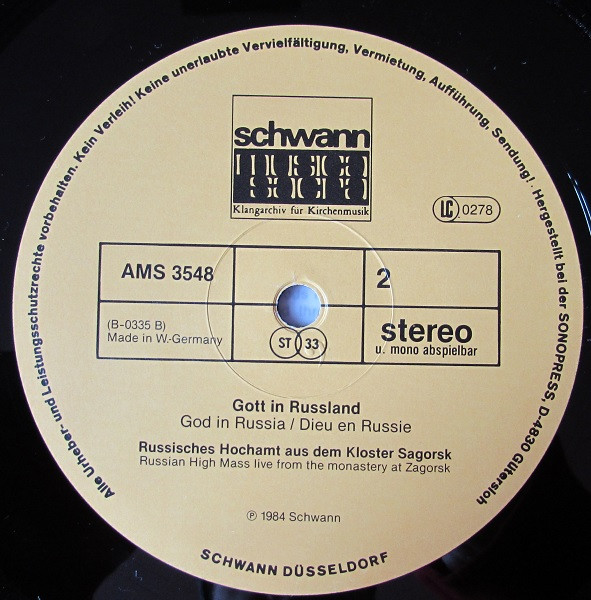 Alle Urheber- und Leistungsschutzrechte vorbehalten. Kein Verleih! Keine unerlaubte Vervielfältigung, Vermietung, Aufführung, Sendung! · Hergestellt bei der SONOPRESS, D-4830 Gütersloh
schwann
musica
sacra
Klangarchiv für Kirchenmusik
LC 0278
AMS 3548
2
(B-0335 B)
Made in W.-Germany
ST 33
stereo
u. mono abspielbar
Gott in Russland
God in Russia / Dieu en Russie
Russisches Hochamt aus dem Kloster Sagorsk
Russian High Mass live from the monastery at Zagorsk
℗ 1984 Schwann
SCHWANN DÜSSELDORF